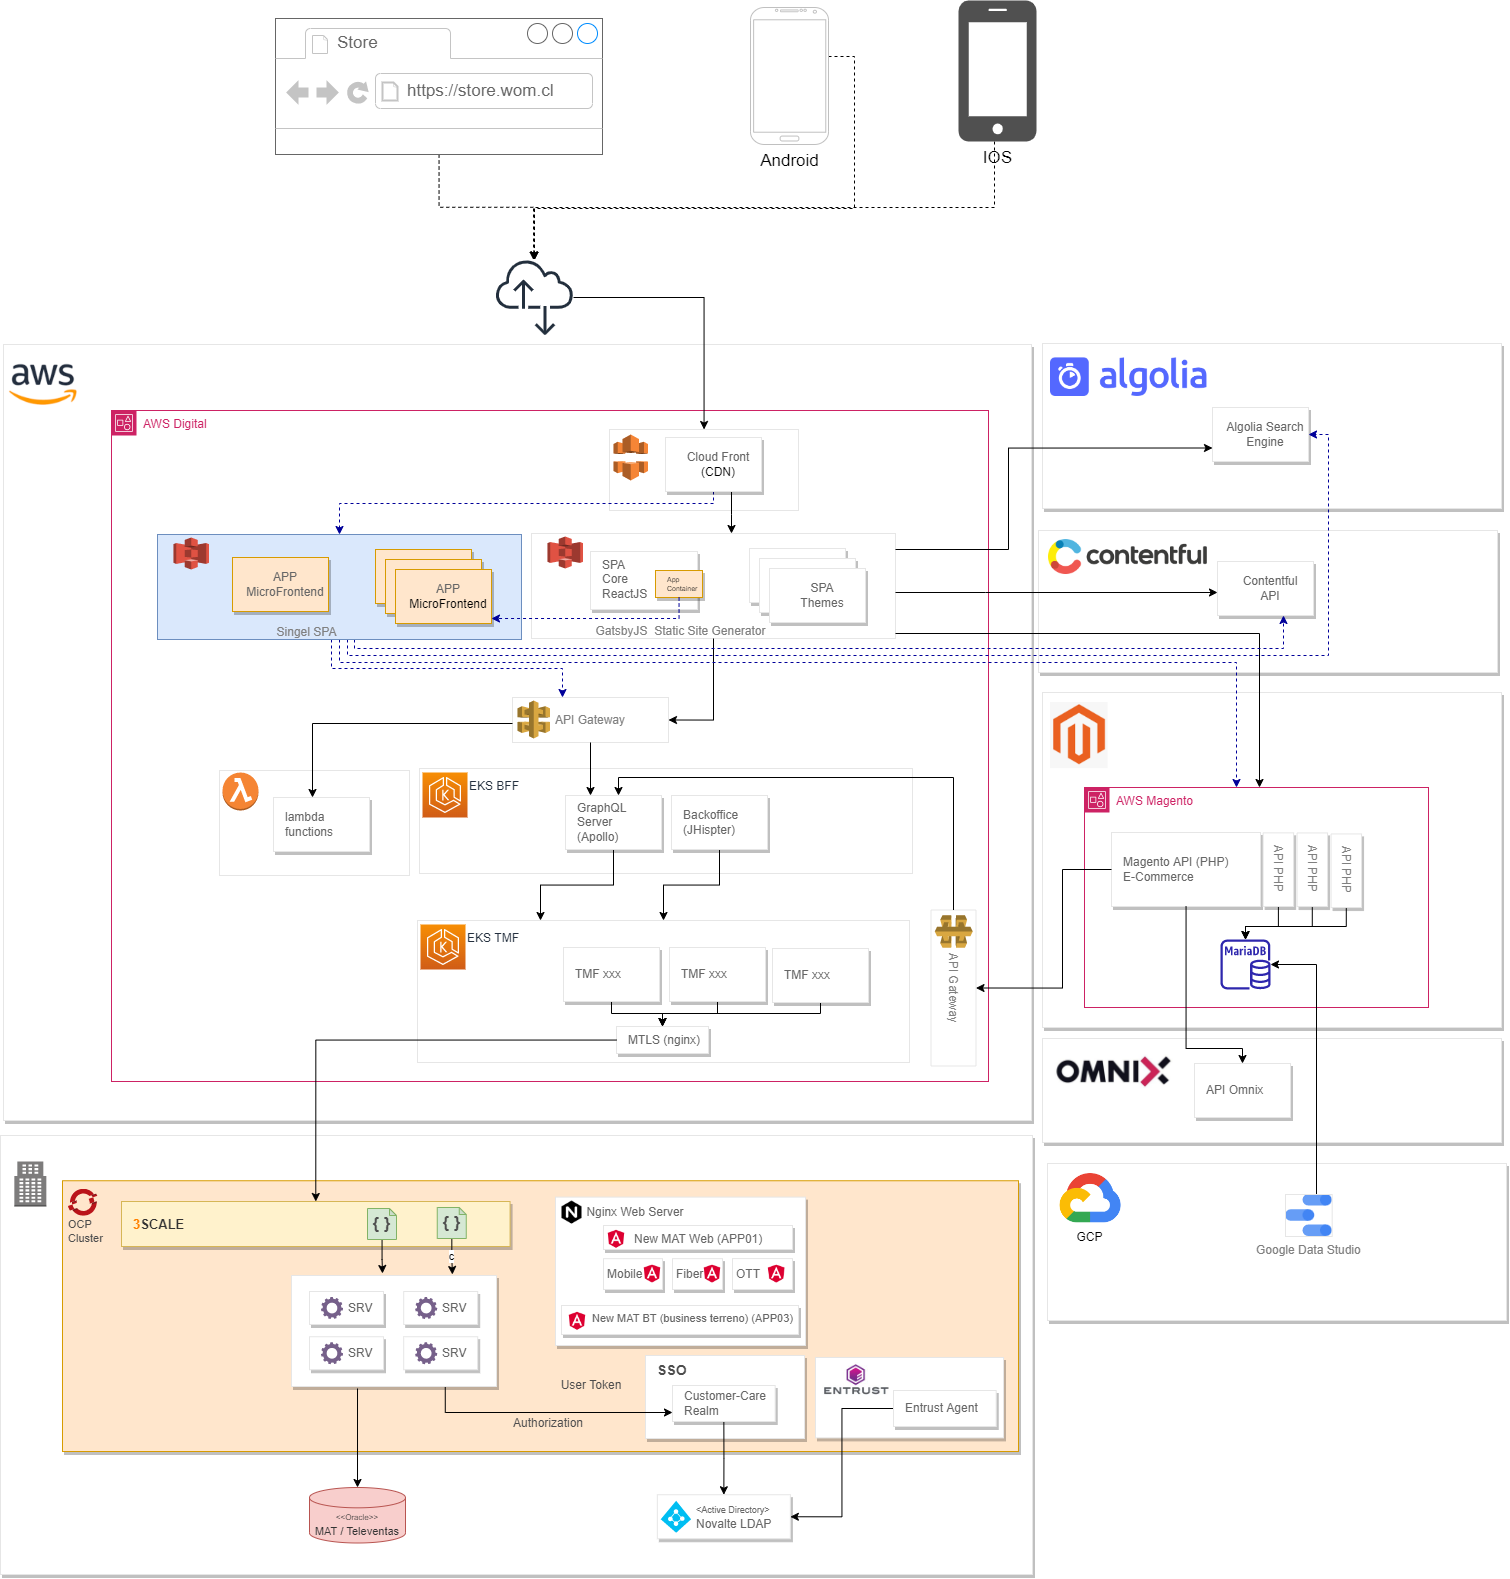 Store
https://store.wom.cl
Android
IOS
aws
AWS Digital
Cloud Front
(CDN)
APP
MicroFrontend
APP
MicroFrontend
Singel SPA
SPA
Core
ReactJS
App
Container
SPA
Themes
GatsbyJS Static Site Generator
API Gateway
lambda
functions
EKS BFF
GraphQL
Server
(Apollo)
Backoffice
(JHispter)
EKS TMF
TMF xxx
TMF xxx
TMF xxx
MTLS (nginx)
API Gateway
algolia
Algolia Search
Engine
contentful
Contentful
API
AWS Magento
Magento API (PHP)
E-Commerce
API PHP
API PHP
API PHP
MariaDB
OMNIX
API Omnix
GCP
Google Data Studio
OCP
Cluster
3SCALE
{ }
{ }
c
SRV
SRV
SRV
SRV
Nginx Web Server
New MAT Web (APP01)
Mobile
Fiber
OTT
New MAT BT (business terreno) (APP03)
User Token
Authorization
SSO
Customer-Care
Realm
ENTRUST
Entrust Agent
<<Oracle>>
MAT / Televentas
<Active Directory>
Novalte LDAP